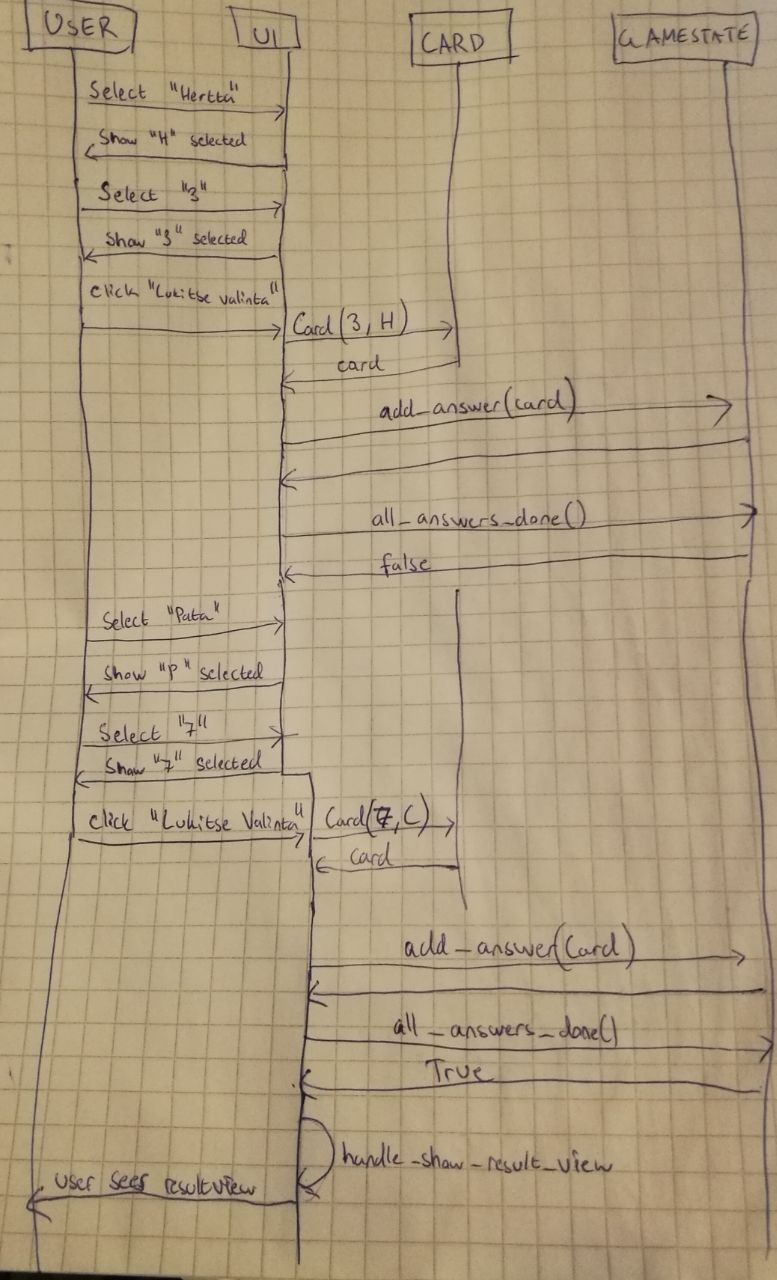 USER
UI
CARD
GAMESTATE
Select "Hertta"
Show "H" selected
Select "3"
Show "3" selected
click "Lukitse valinta"
Card(3, H)
card
add_answer(card)
all_answers_done()
false
Select "Pata"
Show "P" selected
Select "7"
Show "7" selected
click "Lukitse Valinta"
Card(7, C)
card
add_answer(Card)
all_answers_done()
True
handle_show_result_view
user sees resultview